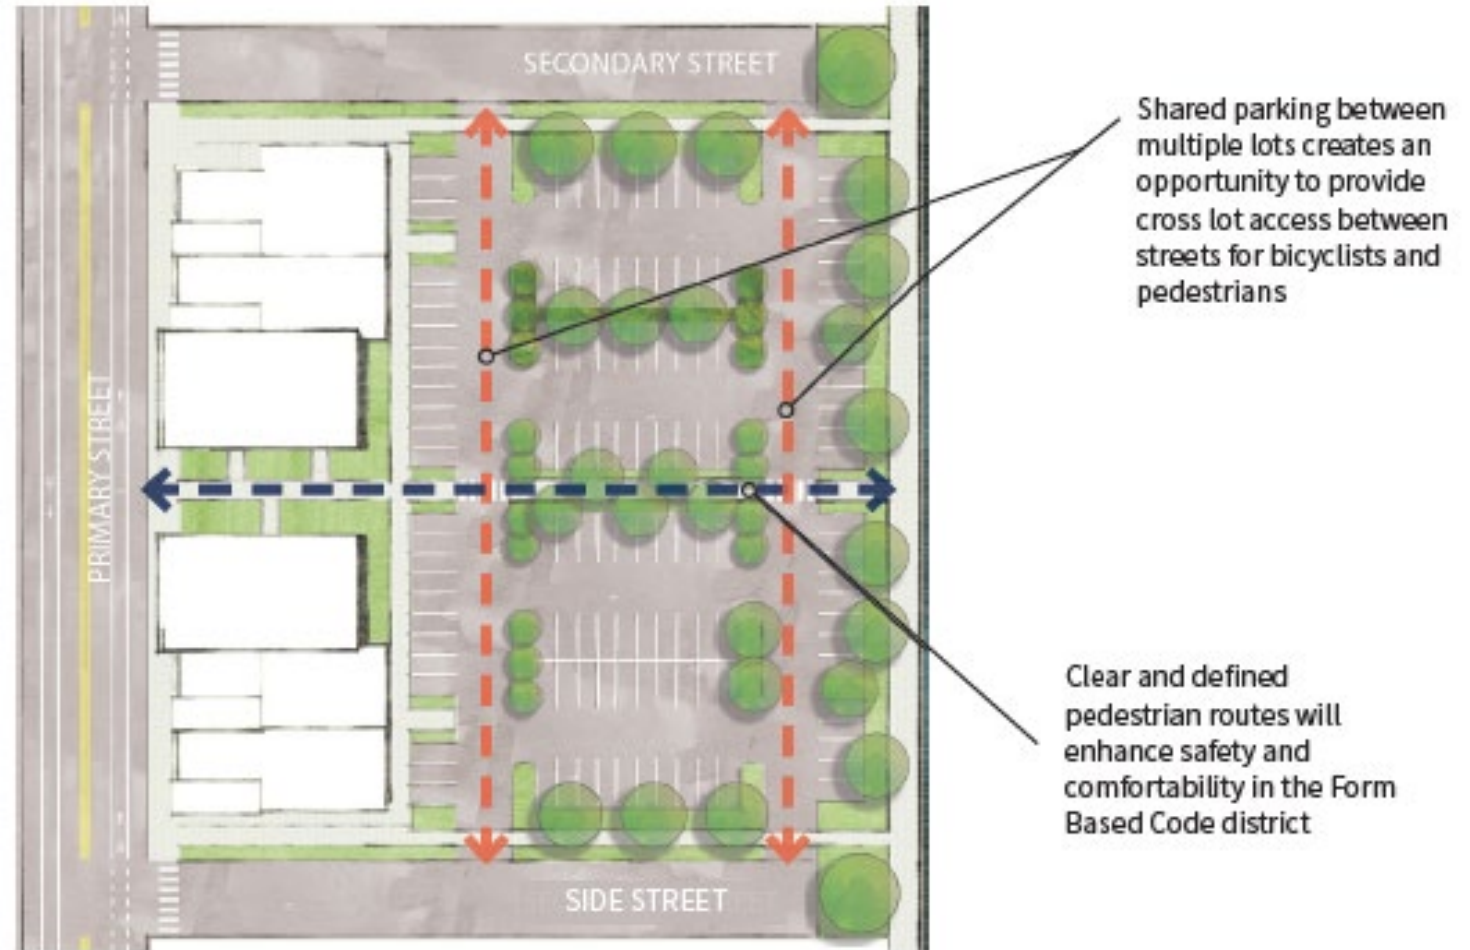 SECONDARY STREET
Shared parking between
multiple lots creates an
opportunity to provide
cross lot access between
streets for bicyclists and
pedestrians
PRIMARY STREET
Clear and defined
pedestrian routes will
enhance safety and
comfortability in the Form
Based Code district
SIDE STREET